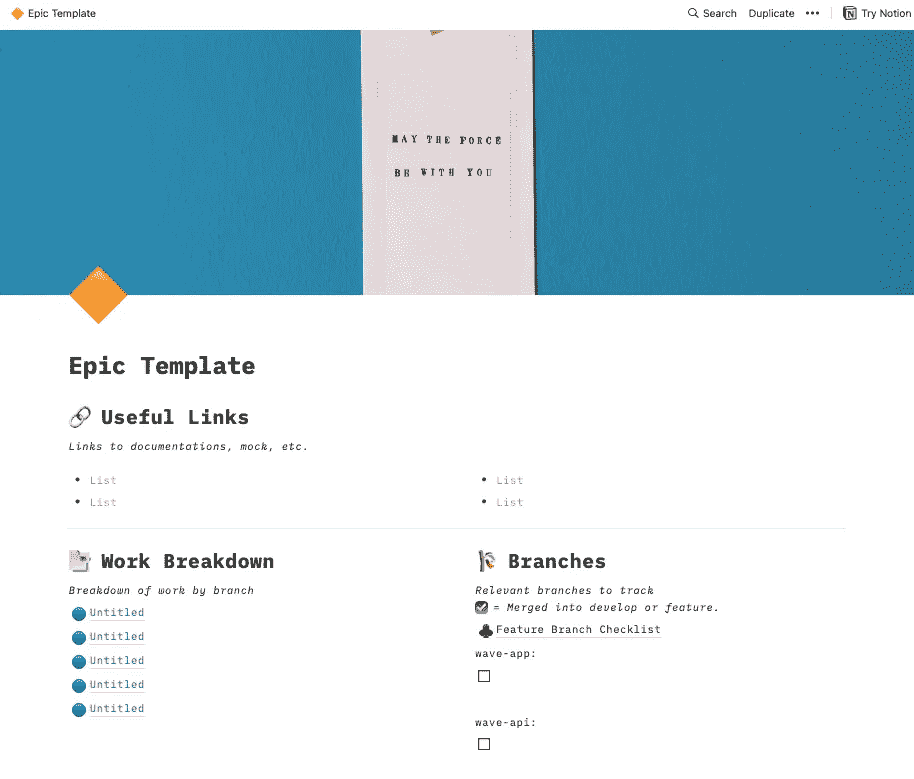 Epic Template
Search Duplicate ••• Try Notion
MAY THE FORCE
BE WITH YOU
Epic Template
Useful Links
Links to documentations, mock, etc.
• List
• List
• List
• List
Work Breakdown
Breakdown of work by branch
Untitled
Untitled
Untitled
Untitled
Untitled
Branches
Relevant branches to track
☑ = Merged into develop or feature.
Feature Branch Checklist
wave-app:
wave-api: